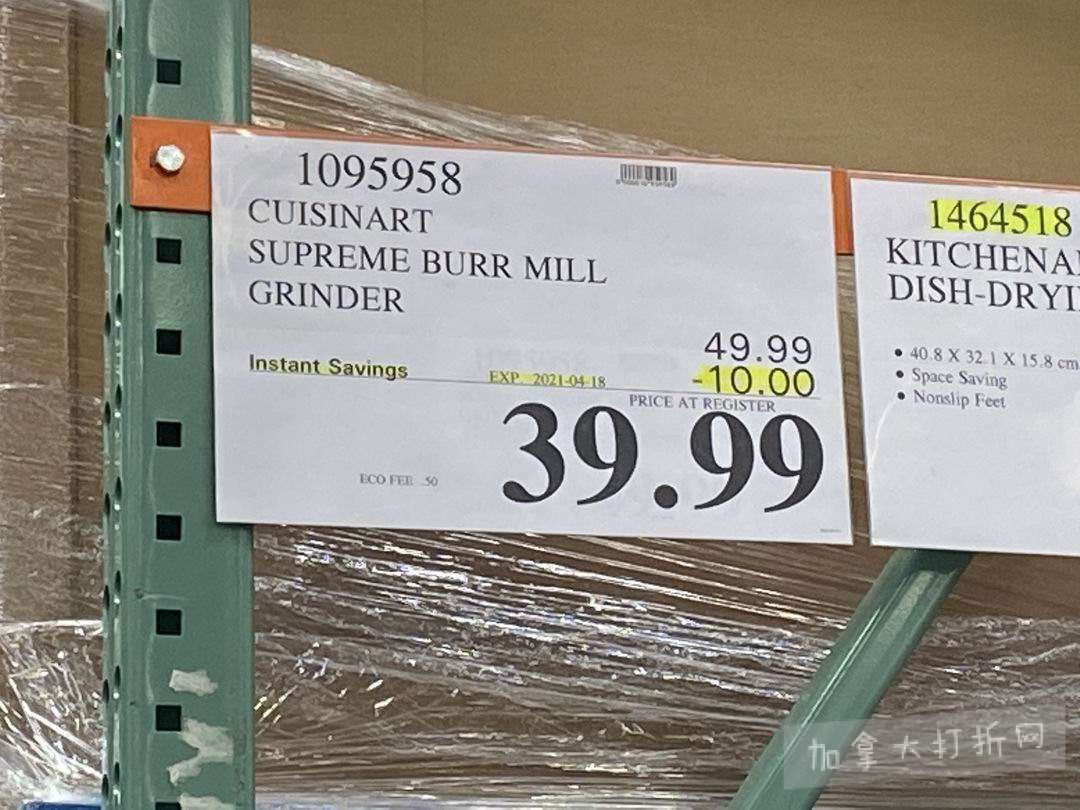 1095958
CUISINART
SUPREME BURR MILL
GRINDER
49.99
Instant Savings EXP 2021-04-18 -10.00
PRICE AT REGISTER
39.99
ECO FEE .50
1464518
KITCHENAI
DISH-DRYI
• 40.8 X 32.1 X 15.8 cm
• Space Saving
• Nonslip Feet
加拿大打折网